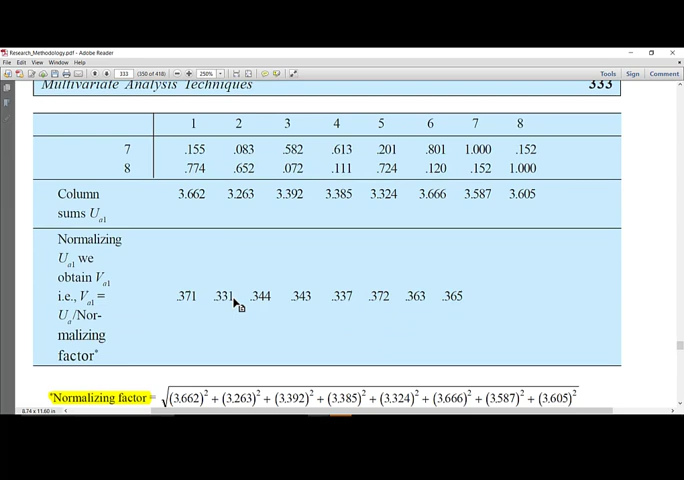 Research_Methodology.pdf - Adobe Reader
File Edit View Window Help
333 (350 of 418) 250% Tools Sign Comment
Multivariate Analysis Techniques 333
1 2 3 4 5 6 7 8
7 .155 .083 .582 .613 .201 .801 1.000 .152
8 .774 .652 .072 .111 .724 .120 .152 1.000
Column 3.662 3.263 3.392 3.385 3.324 3.666 3.587 3.605
sums Ua1
Normalizing
Ua1 we
obtain Va1
i.e., Va1 = .371 .331 .344 .343 .337 .372 .363 .365
Ua/Nor-
malizing
factor*
*Normalizing factor = √(3.662)² + (3.263)² + (3.392)² + (3.385)² + (3.324)² + (3.666)² + (3.587)² + (3.605)²
8.74 x 11.60 in